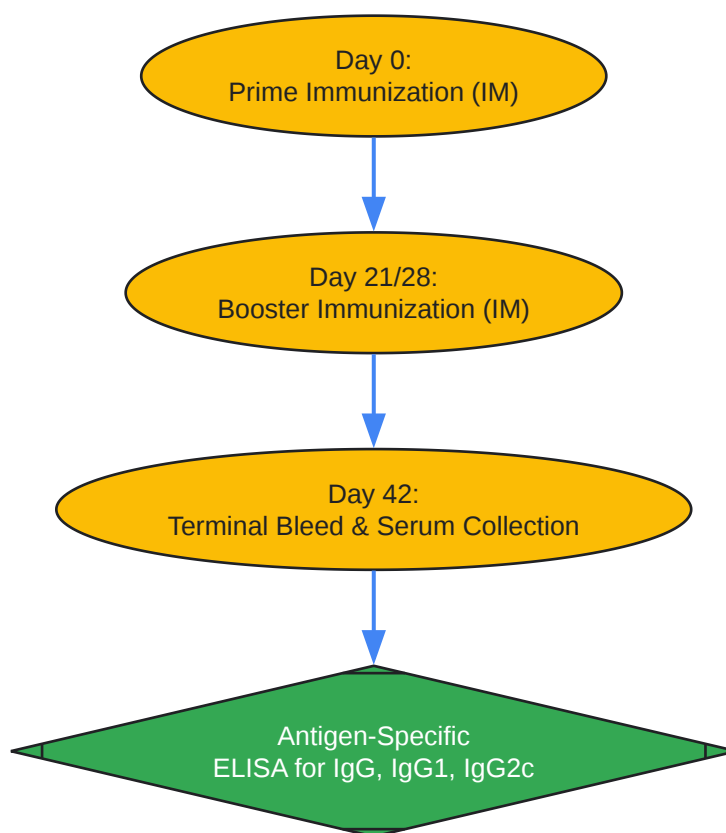 Day 0:
Prime Immunization (IM)
Day 21/28:
Booster Immunization (IM)
Day 42:
Terminal Bleed & Serum Collection
Antigen-Specific
ELISA for IgG, IgG1, IgG2c